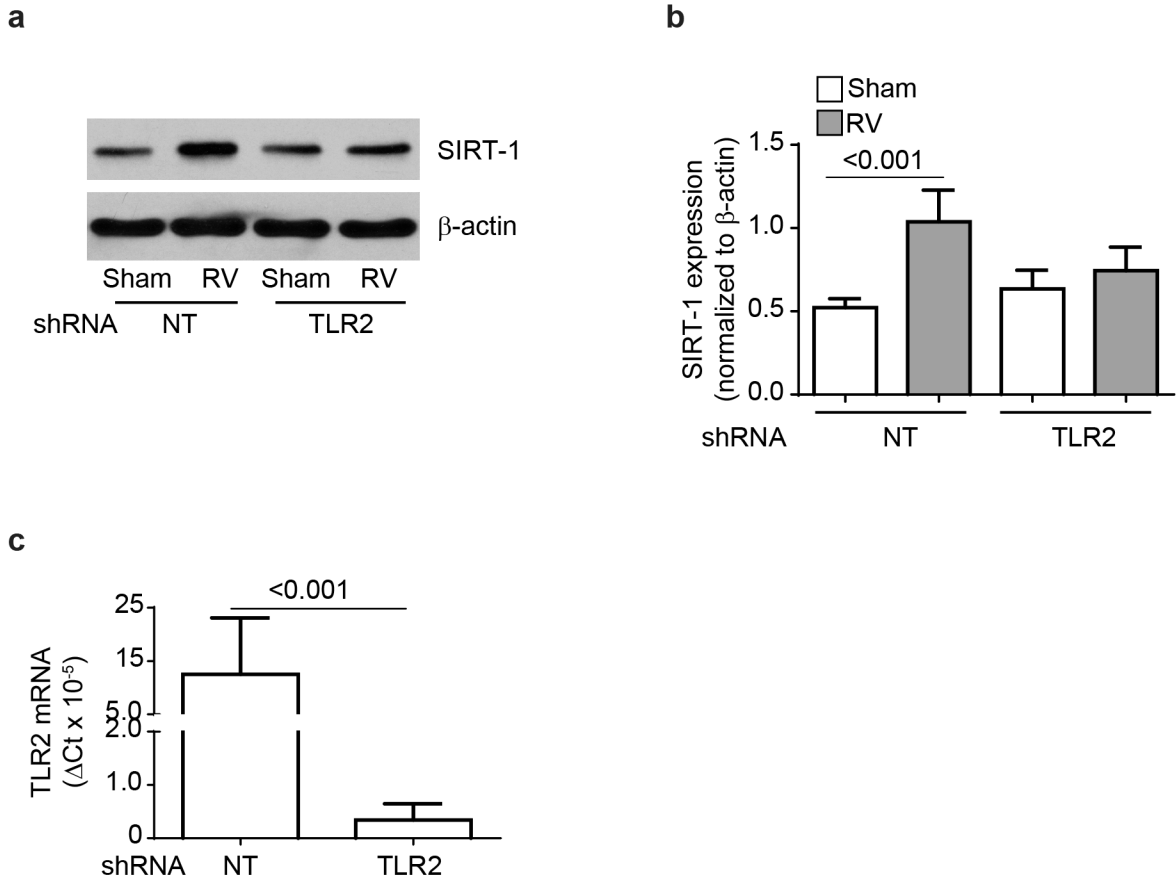 a
SIRT-1
β-actin
Sham RV Sham RV
shRNA NT TLR2
b
Sham
RV
SIRT-1 expression
(normalized to β-actin)
1.5
1.0
0.5
0.0
<0.001
shRNA NT TLR2
c
TLR2 mRNA
(ΔCt x 10⁻⁵)
25
15
5.0
2.0
1.0
0
<0.001
shRNA NT TLR2